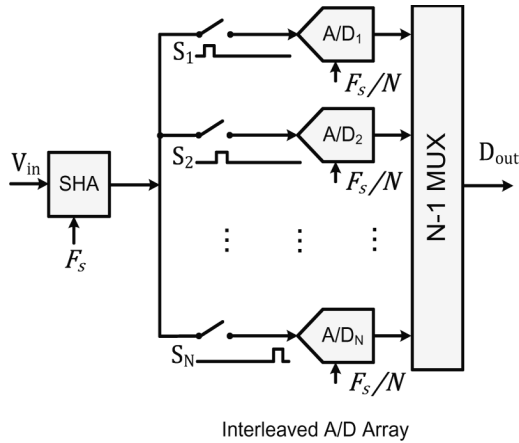 S1
A/D1
Fs/N
S2
A/D2
Fs/N
Vin
SHA
Fs
N-1 MUX
Dout
SN
A/DN
Fs/N
Interleaved A/D Array